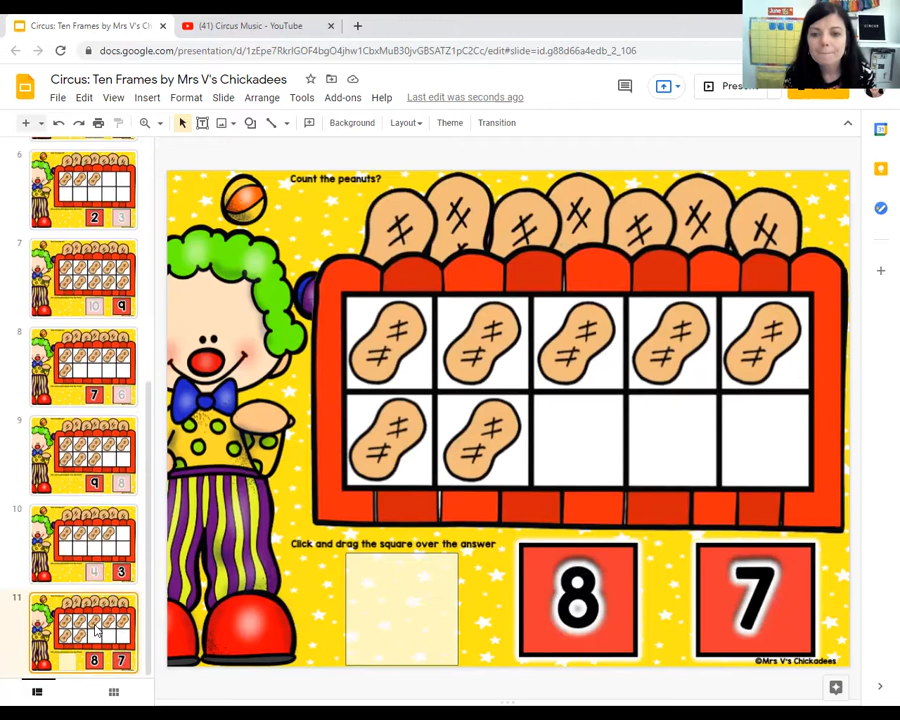 Circus: Ten Frames by Mrs V's Ch
(41) Circus Music - YouTube
docs.google.com/presentation/d/1zEpe7RkrlGOF4bgO4jhw1CbxMuB30jvGBSATZ1pC2Cc/edit#slide=id.g88d66a4edb_2_106
June
CIRCUS
Circus: Ten Frames by Mrs V's Chickadees
File Edit View Insert Format Slide Arrange Tools Add-ons Help Last edit was seconds ago
Background Layout Theme Transition
6
2 3
7
10 9
8
7 6
9
9 8
10
4 3
11
8 7
Count the peanuts?
Click and drag the square over the answer
8 7
©Mrs V's Chickadees